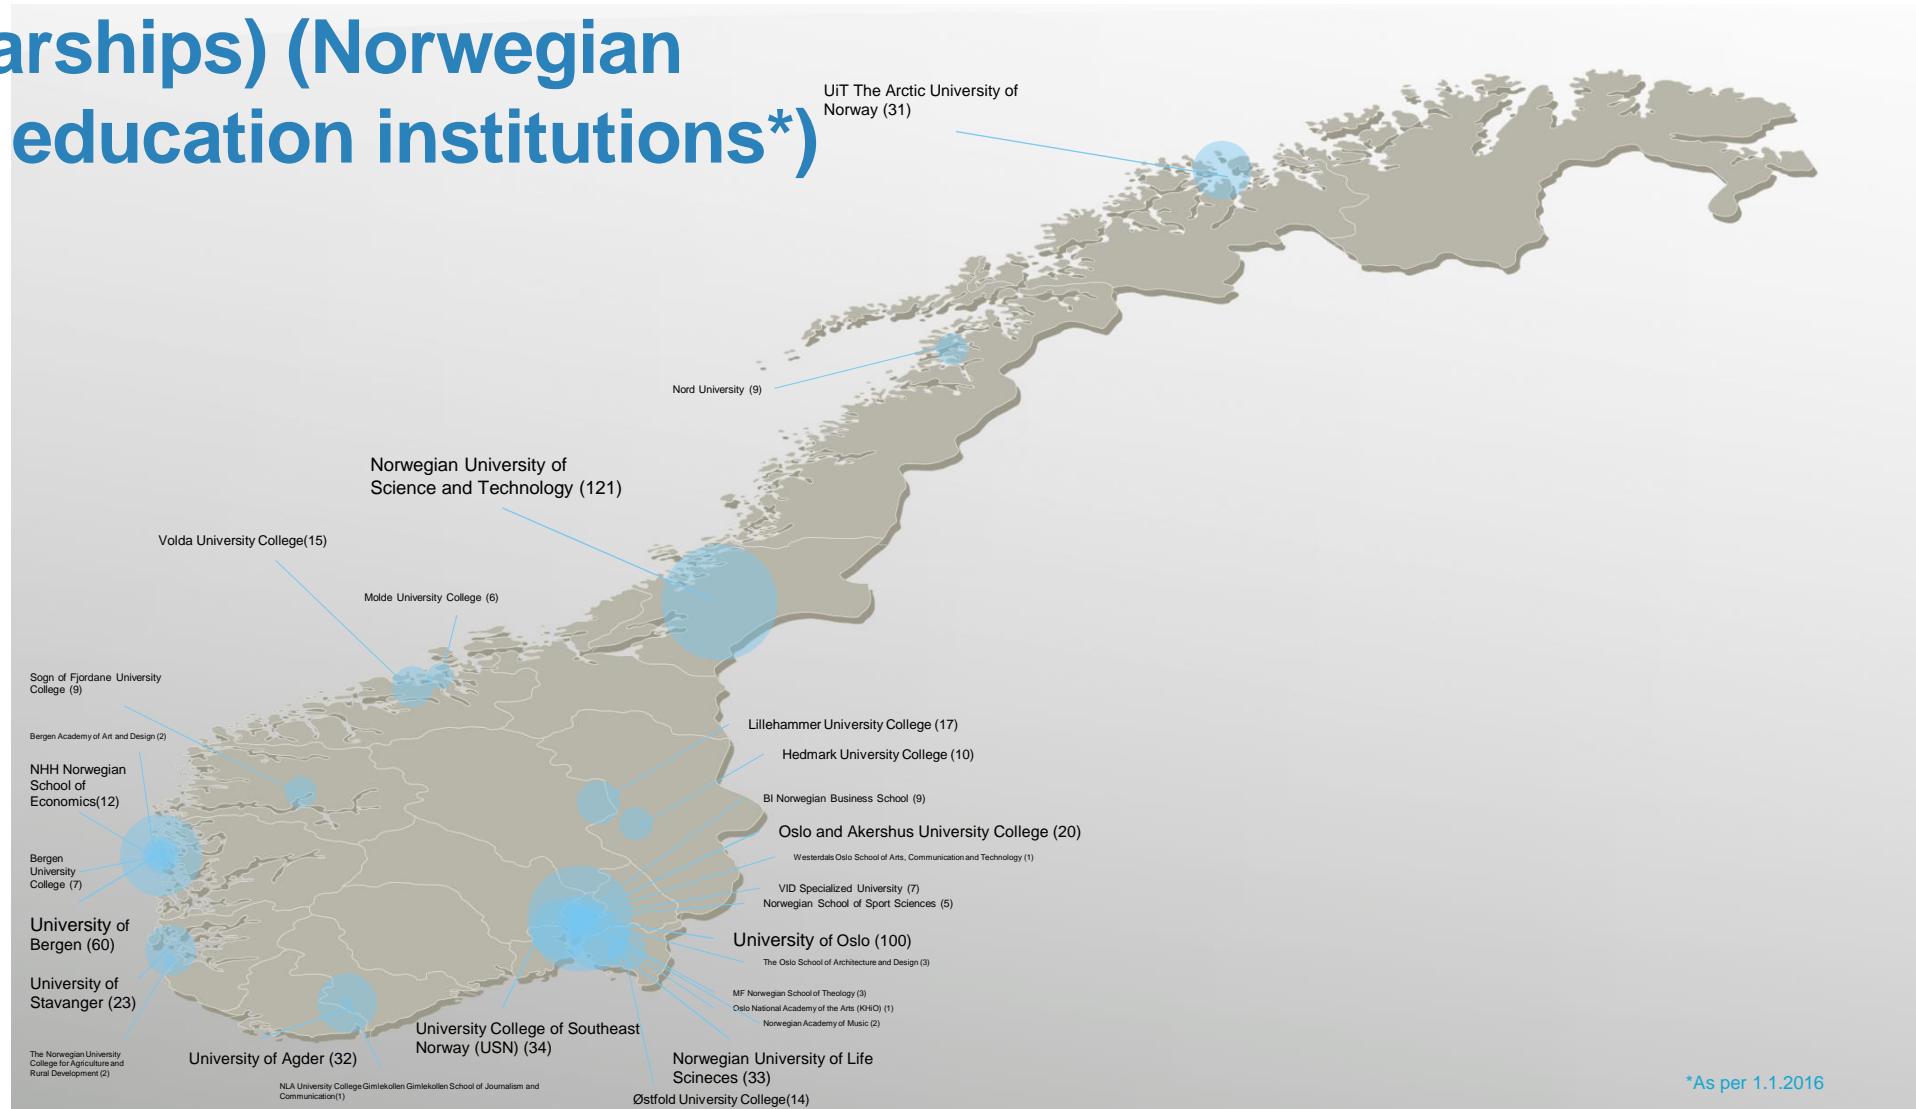 arships) (Norwegian
education institutions*)
UiT The Arctic University of
Norway (31)
Nord University (9)
Norwegian University of
Science and Technology (121)
Volda University College(15)
Molde University College (6)
Sogn of Fjordane University
College (9)
Bergen Academy of Art and Design (2)
NHH Norwegian
School of
Economics(12)
Bergen
University
College (7)
University of
Bergen (60)
University of
Stavanger (23)
The Norwegian University
College for Agriculture and
Rural Development (2)
University of Agder (32)
NLA University College Gimlekollen Gimlekollen School of Journalism and
Communication(1)
University College of Southeast
Norway (USN) (34)
Lillehammer University College (17)
Hedmark University College (10)
BI Norwegian Business School (9)
Oslo and Akershus University College (20)
Westerdals Oslo School of Arts, Communication and Technology (1)
VID Specialized University (7)
Norwegian School of Sport Sciences (5)
University of Oslo (100)
The Oslo School of Architecture and Design (3)
MF Norwegian School of Theology (3)
Oslo National Academy of the Arts (KHiO) (1)
Norwegian Academy of Music (2)
Norwegian University of Life
Scineces (33)
Østfold University College(14)
*As per 1.1.2016